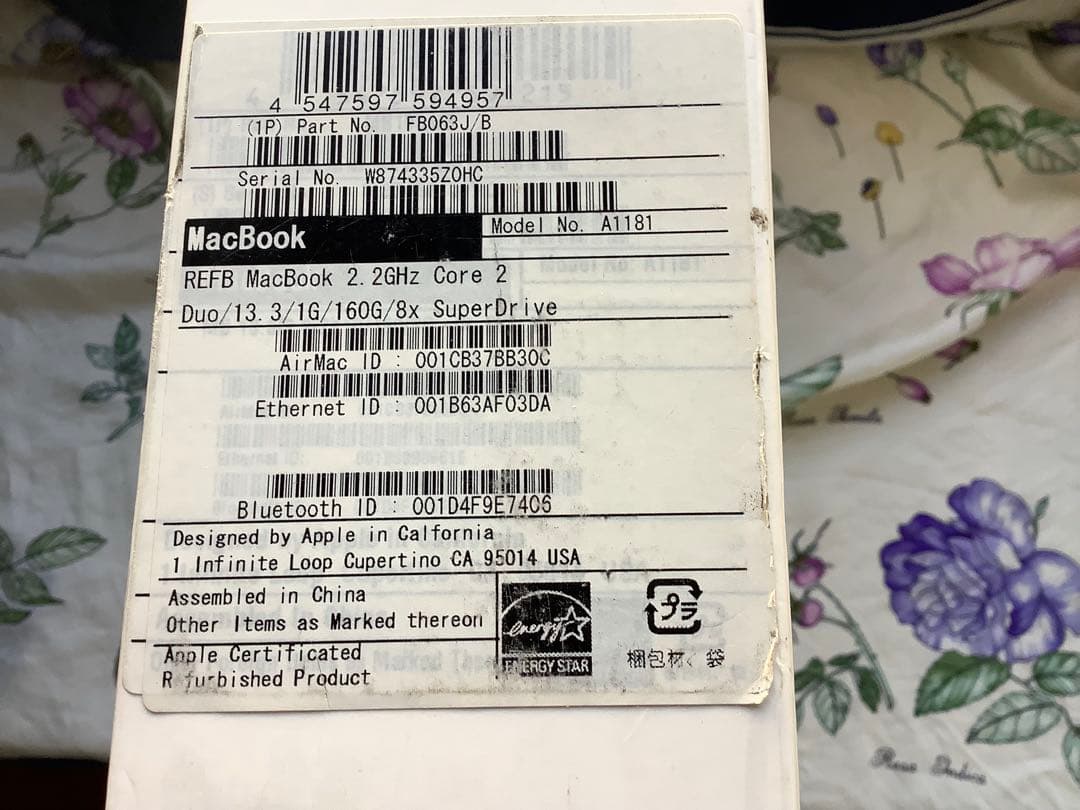 4 547597 594957
(1P) Part No. FB063J/B
Serial No. W874335Z0HC
MacBook
Model No. A1181
REFB MacBook 2.2GHz Core 2
Duo/13.3/1G/160G/8x SuperDrive
AirMac ID : 001CB37BB30C
Ethernet ID : 001B63AF03DA
Bluetooth ID : 001D4F9E74C6
Designed by Apple in Calfornia
1 Infinite Loop Cupertino CA 95014 USA
Assembled in China
Other Items as Marked thereon
Apple Certificated
R furbished Product
energy
ENERGY STAR
プラ
梱包材、袋